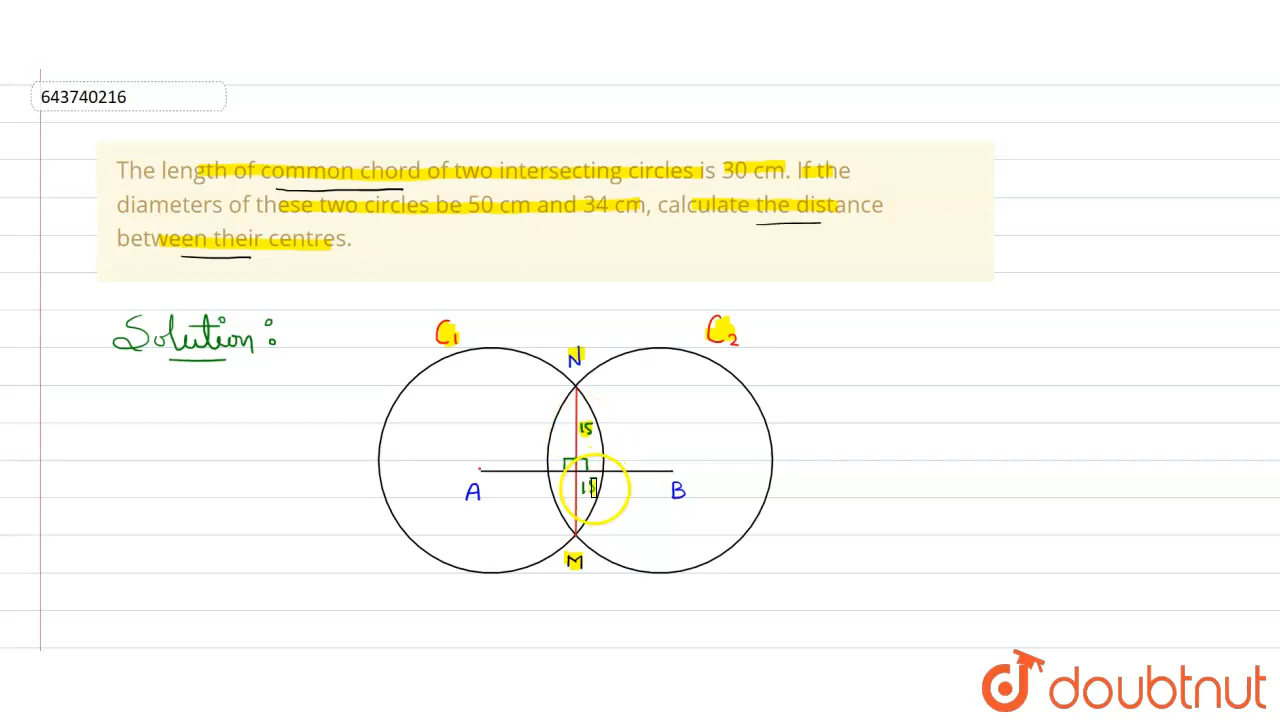 643740216
The length of common chord of two intersecting circles is 30 cm. If the
diameters of these two circles be 50 cm and 34 cm, calculate the distance
between their centres.
Solution:
C1
C2
N
15
A
15
B
M
doubtnut